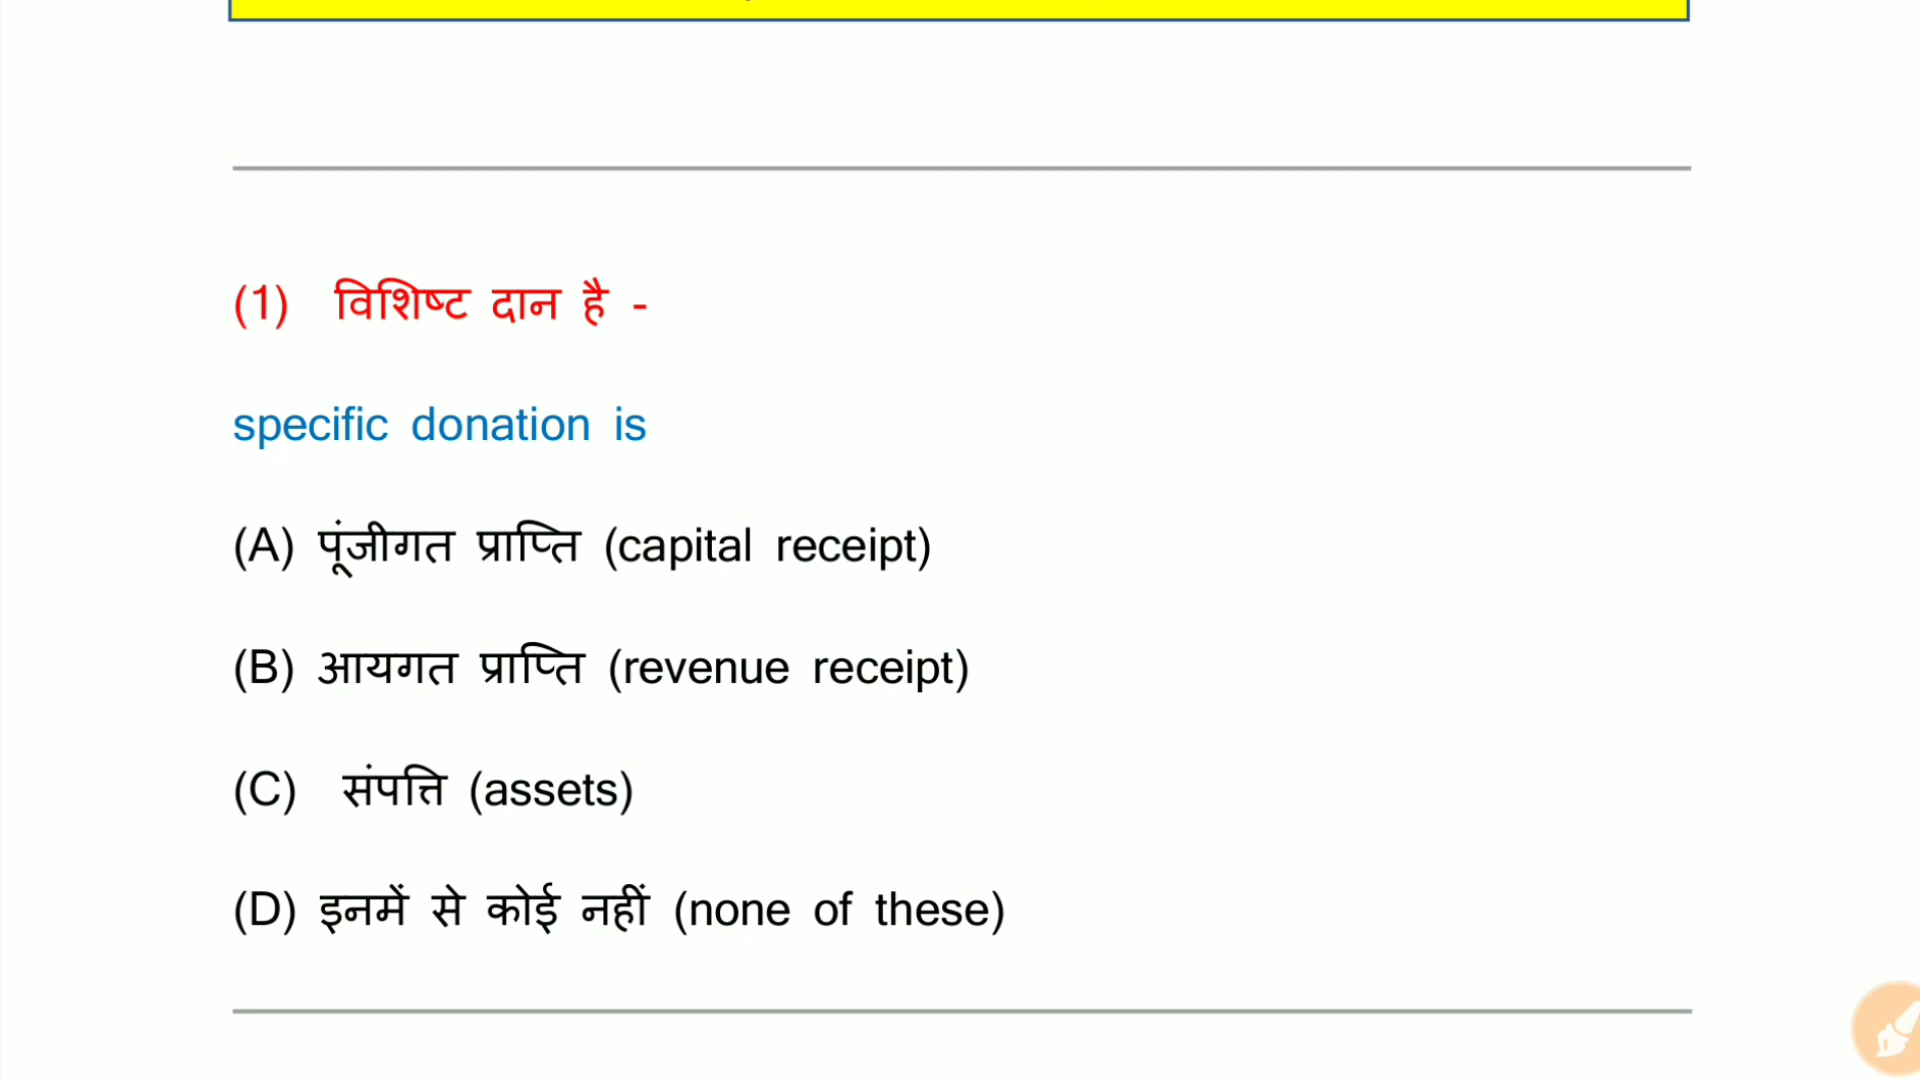 (1) विशिष्ट दान है -
specific donation is
(A) पूंजीगत प्राप्ति (capital receipt)
(B) आयगत प्राप्ति (revenue receipt)
(C) संपत्ति (assets)
(D) इनमें से कोई नहीं (none of these)